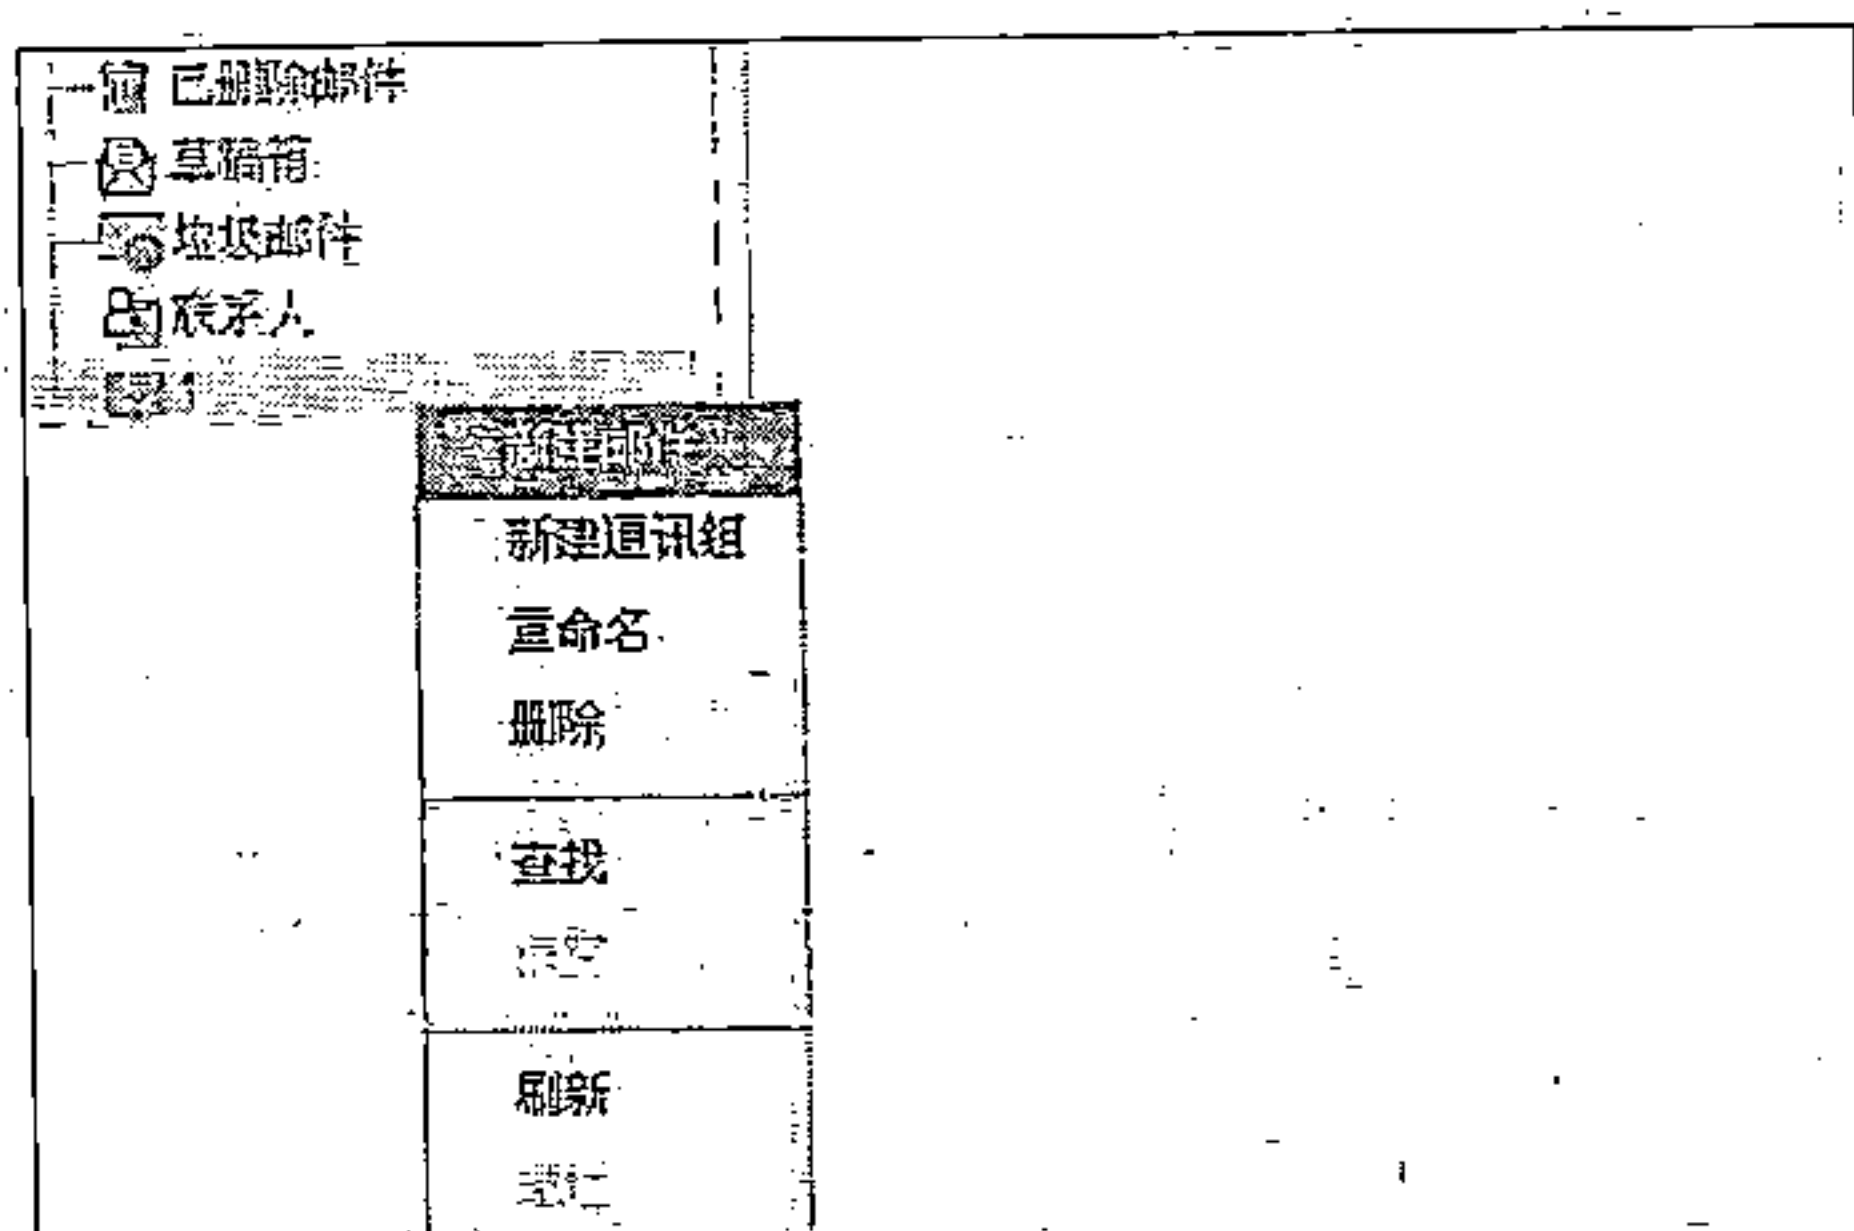 已删除邮件
草稿箱
垃圾邮件
联系人
新建邮件
新建通讯组
重命名
删除
查找
刷新